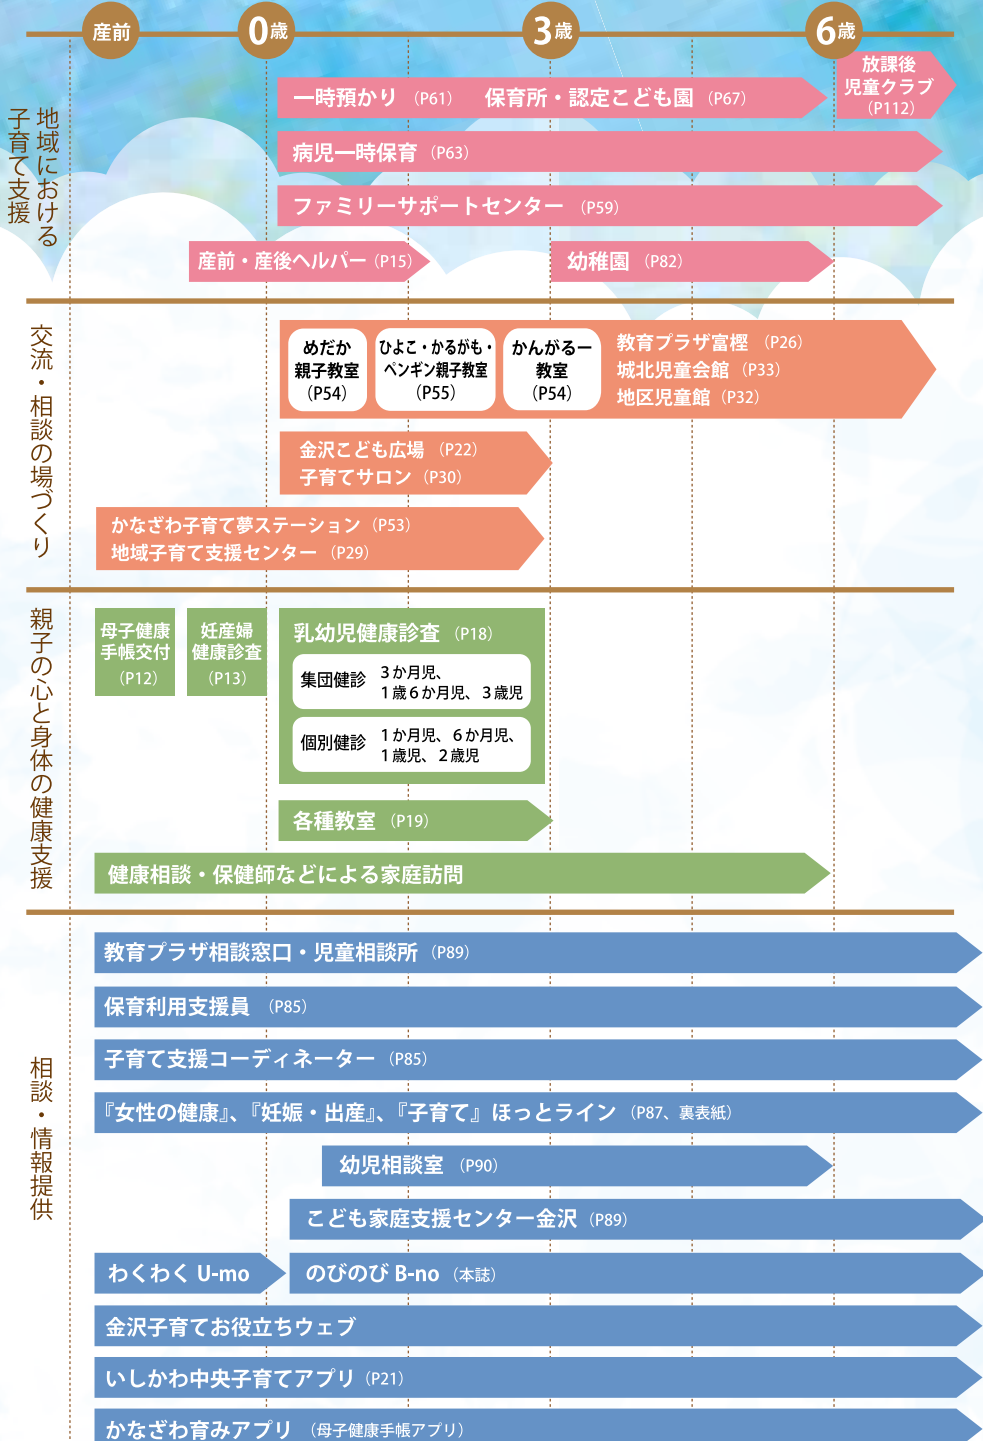 産前
0歳
3歳
6歳
地域における
子育て支援
一時預かり （P61） 保育所・認定こども園 （P67）
放課後
児童クラブ
（P112）
病児一時保育 （P63）
ファミリーサポートセンター （P59）
産前・産後ヘルパー（P15）
幼稚園 （P82）
交流・相談の場づくり
めだか
親子教室
（P54）
ひよこ・かるがも・
ペンギン親子教室
（P55）
かんがるー
教室
（P54）
教育プラザ富樫 （P26）
城北児童会館 （P33）
地区児童館 （P32）
金沢こども広場 （P22）
子育てサロン （P30）
かなざわ子育て夢ステーション （P53）
地域子育て支援センター （P29）
親子の心と身体の健康支援
母子健康
手帳交付
（P12）
妊産婦
健康診査
（P13）
乳幼児健康診査 （P18）
集団健診
３か月児、
１歳６か月児、３歳児
個別健診
１か月児、６か月児、
１歳児、２歳児
各種教室 （P19）
健康相談・保健師などによる家庭訪問
相談・情報提供
教育プラザ相談窓口・児童相談所 （P89）
保育利用支援員 （P85）
子育て支援コーディネーター （P85）
『女性の健康』、『妊娠・出産』、『子育て』ほっとライン （P87、裏表紙）
幼児相談室 （P90）
こども家庭支援センター金沢 （P89）
わくわく U-mo
のびのび B-no （本誌）
金沢子育てお役立ちウェブ
いしかわ中央子育てアプリ （P21）
かなざわ育みアプリ （母子健康手帳アプリ）